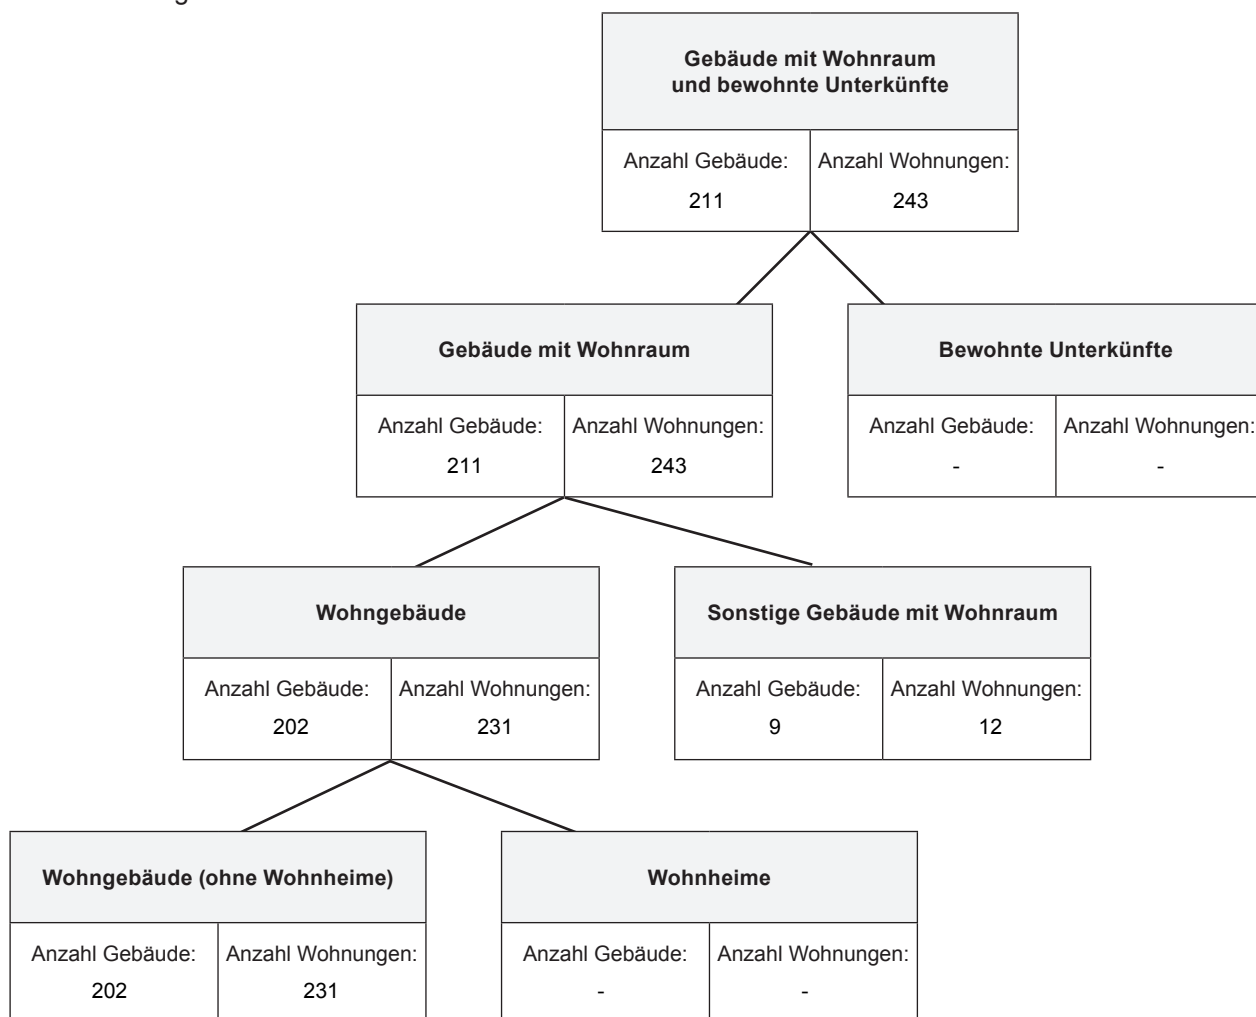 Gebäude mit Wohnraum
und bewohnte Unterkünfte
Anzahl Gebäude: Anzahl Wohnungen:
211 243
Gebäude mit Wohnraum
Anzahl Gebäude: Anzahl Wohnungen:
211 243
Bewohnte Unterkünfte
Anzahl Gebäude: Anzahl Wohnungen:
- -
Wohngebäude
Anzahl Gebäude: Anzahl Wohnungen:
202 231
Sonstige Gebäude mit Wohnraum
Anzahl Gebäude: Anzahl Wohnungen:
9 12
Wohngebäude (ohne Wohnheime)
Anzahl Gebäude: Anzahl Wohnungen:
202 231
Wohnheime
Anzahl Gebäude: Anzahl Wohnungen:
- -